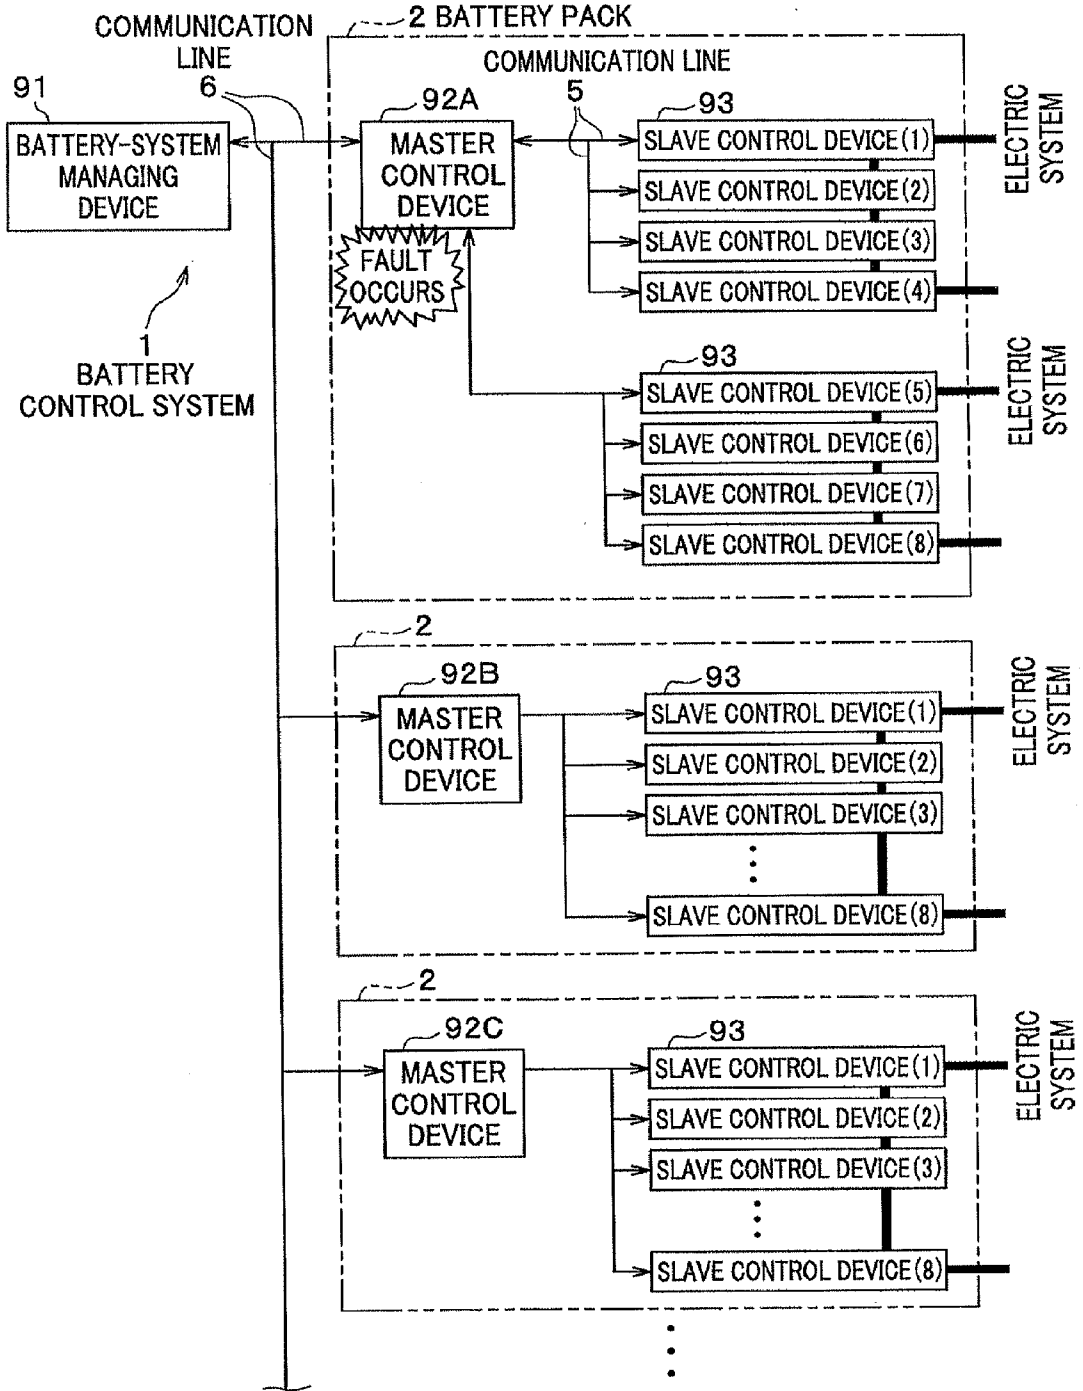 COMMUNICATION
LINE
6
91
BATTERY-SYSTEM
MANAGING
DEVICE
1
BATTERY
CONTROL SYSTEM
2 BATTERY PACK
COMMUNICATION LINE
5
92A
MASTER
CONTROL
DEVICE
FAULT
OCCURS
93
SLAVE CONTROL DEVICE(1)
SLAVE CONTROL DEVICE(2)
SLAVE CONTROL DEVICE(3)
SLAVE CONTROL DEVICE(4)
ELECTRIC
SYSTEM
93
SLAVE CONTROL DEVICE(5)
SLAVE CONTROL DEVICE(6)
SLAVE CONTROL DEVICE(7)
SLAVE CONTROL DEVICE(8)
ELECTRIC
SYSTEM
2
92B
MASTER
CONTROL
DEVICE
93
SLAVE CONTROL DEVICE(1)
SLAVE CONTROL DEVICE(2)
SLAVE CONTROL DEVICE(3)
SLAVE CONTROL DEVICE(8)
ELECTRIC
SYSTEM
2
92C
MASTER
CONTROL
DEVICE
93
SLAVE CONTROL DEVICE(1)
SLAVE CONTROL DEVICE(2)
SLAVE CONTROL DEVICE(3)
SLAVE CONTROL DEVICE(8)
ELECTRIC
SYSTEM